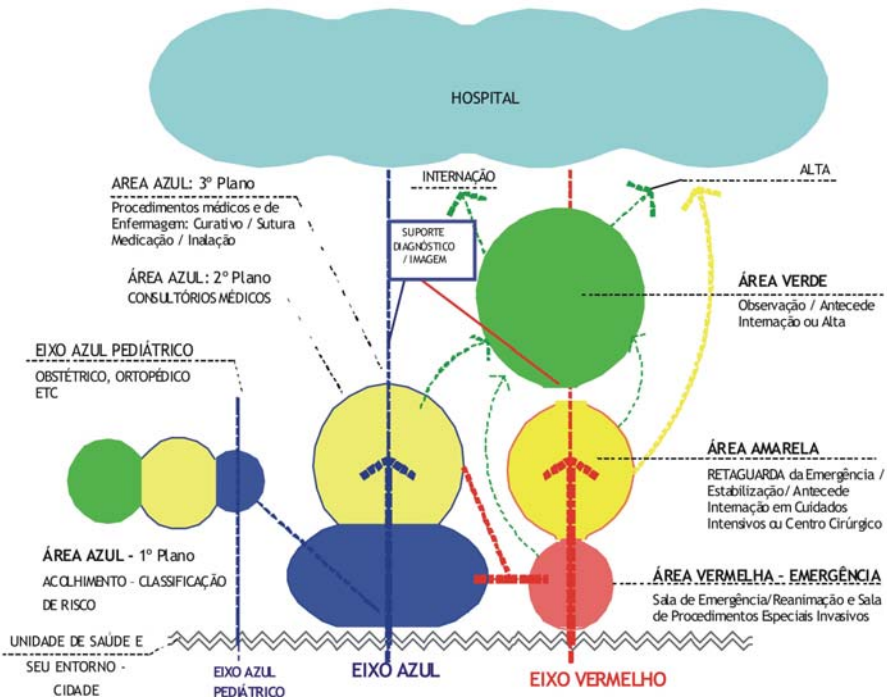 HOSPITAL
INTERNAÇÃO
ALTA
AREA AZUL: 3º Plano
Procedimentos médicos e de
Enfermagem: Curativo / Sutura
Medicação / Inalação
SUPORTE
DIAGNÓSTICO
/ IMAGEM
ÁREA AZUL: 2º Plano
CONSULTÓRIOS MÉDICOS
ÁREA VERDE
Observação / Antecede
Internação ou Alta
EIXO AZUL PEDIÁTRICO
OBSTÉTRICO, ORTOPÉDICO
ETC
ÁREA AMARELA
RETAGUARDA da Emergência /
Estabilização/ Antecede
Internação em Cuidados
Intensivos ou Centro Cirúrgico
ÁREA AZUL - 1º Plano
ACOLHIMENTO - CLASSIFICAÇÃO
DE RISCO
ÁREA VERMELHA - EMERGÊNCIA
Sala de Emergência/Reanimação e Sala
de Procedimentos Especiais Invasivos
UNIDADE DE SAÚDE E
SEU ENTORNO -
CIDADE
EIXO AZUL
PEDIÁTRICO
EIXO AZUL
EIXO VERMELHO